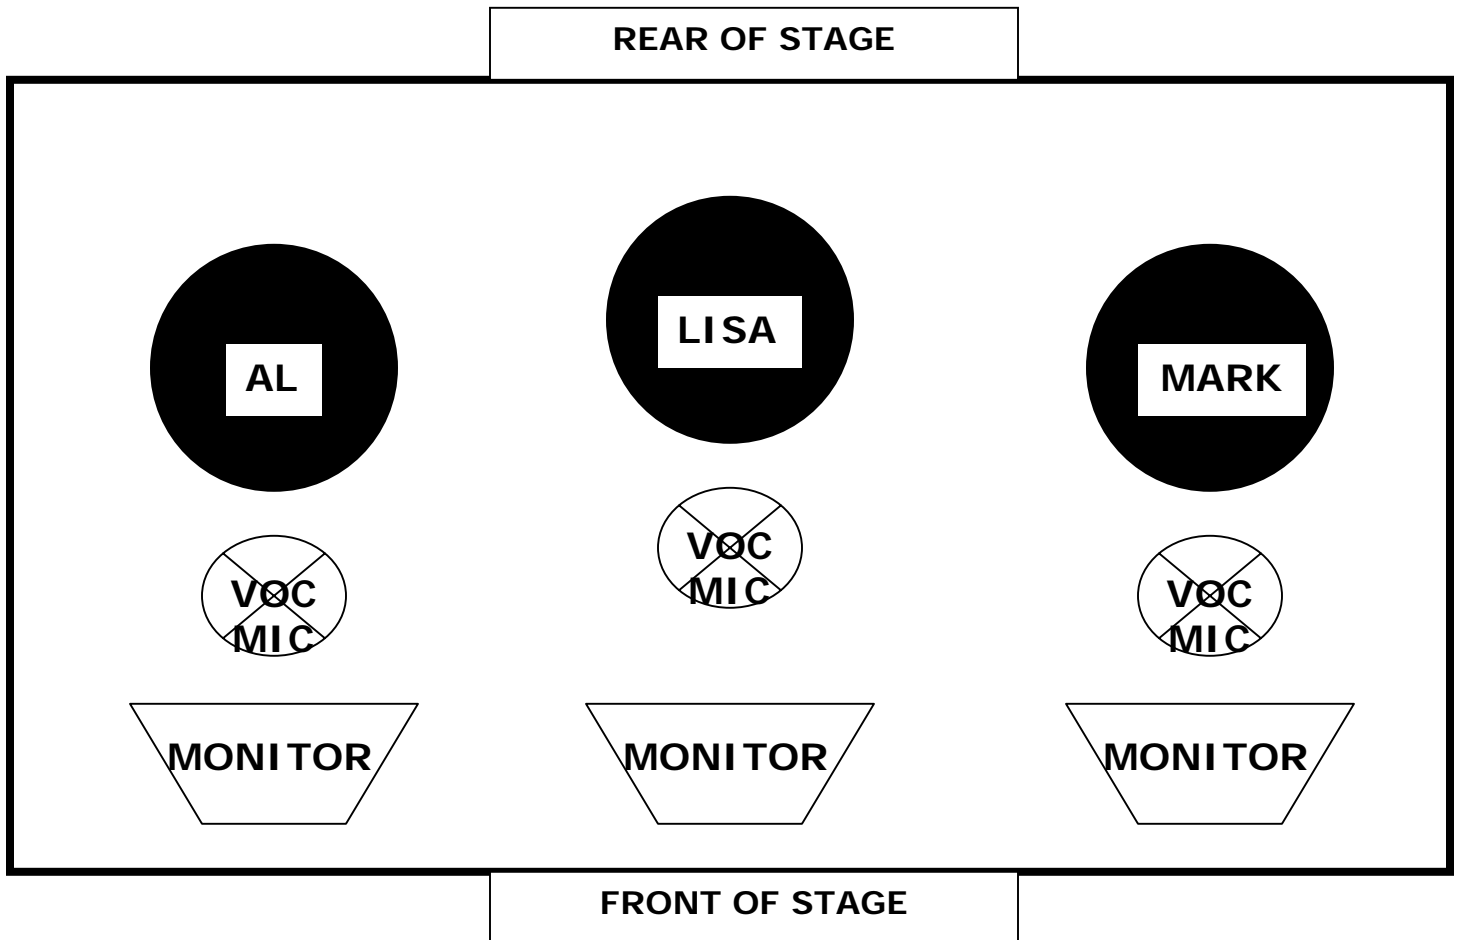 REAR OF STAGE
LISA
AL
MARK
VOC
MIC
VOC
MIC
VOC
MIC
MONITOR
MONITOR
MONITOR
FRONT OF STAGE